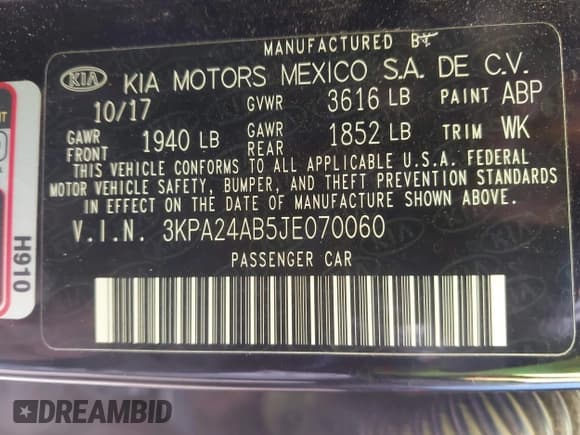 MANUFACTURED BY
KIA KIA MOTORS MEXICO S.A. DE C.V.
10/17 GVWR 3616 LB PAINT ABP
GAWR FRONT 1940 LB GAWR REAR 1852 LB TRIM WK
THIS VEHICLE CONFORMS TO ALL APPLICABLE U.S.A. FEDERAL
MOTOR VEHICLE SAFETY, BUMPER, AND THEFT PREVENTION STANDARDS
IN EFFECT ON THE DATE OF MANUFACTURE SHOWN ABOVE.
V.I.N. 3KPA24AB5JE070060
PASSENGER CAR
H910
DREAMBID